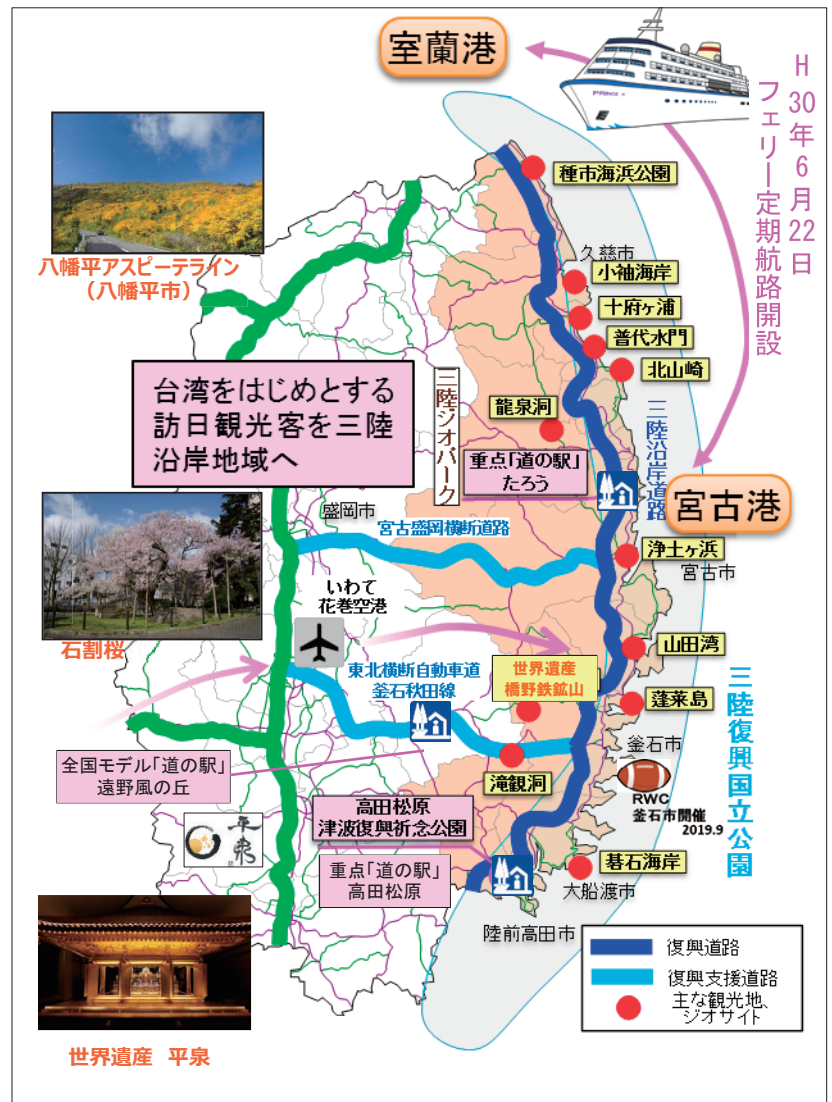 室蘭港
H30年6月22日
フェリー定期航路開設
八幡平アスピーテライン
（八幡平市）
種市海浜公園
久慈市
小袖海岸
十府ヶ浦
普代水門
北山崎
台湾をはじめとする
訪日観光客を三陸
沿岸地域へ
三陸ジオパーク
龍泉洞
重点「道の駅」
たろう
三陸沿岸道路
宮古港
盛岡市
宮古盛岡横断道路
浄土ヶ浜
宮古市
石割桜
いわて
花巻空港
東北横断自動車道
釜石秋田線
世界遺産
橋野鉄鉱山
山田湾
蓬莱島
三陸復興国立公園
全国モデル「道の駅」
遠野風の丘
滝観洞
釜石市
RWC
釜石市開催
2019.9
平泉
高田松原
津波復興祈念公園
重点「道の駅」
高田松原
碁石海岸
大船渡市
陸前高田市
世界遺産 平泉
復興道路
復興支援道路
主な観光地、
ジオサイト